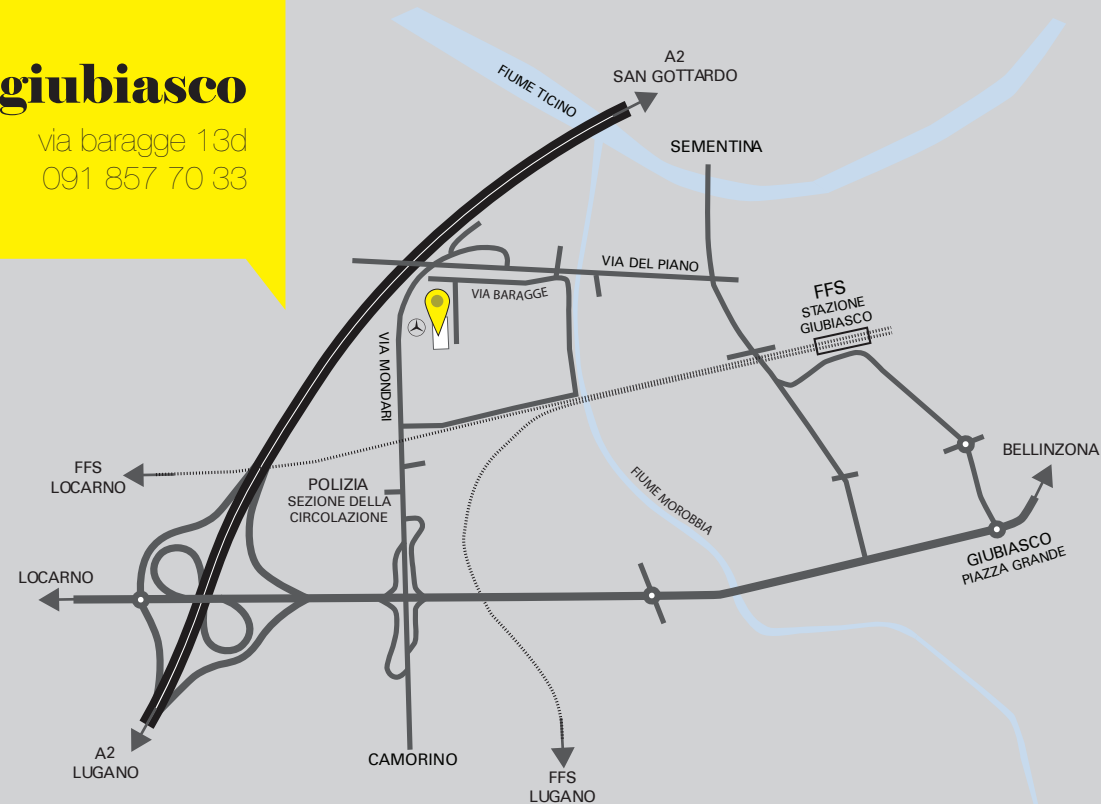 giubiasco
via baragge 13d
091 857 70 33
A2
SAN GOTTARDO
FIUME TICINO
SEMENTINA
VIA DEL PIANO
VIA BARAGGE
FFS
STAZIONE
GIUBIASCO
VIA MONDARI
FFS
LOCARNO
POLIZIA
SEZIONE DELLA
CIRCOLAZIONE
FIUME MOROBBIA
BELLINZONA
GIUBIASCO
PIAZZA GRANDE
LOCARNO
A2
LUGANO
CAMORINO
FFS
LUGANO